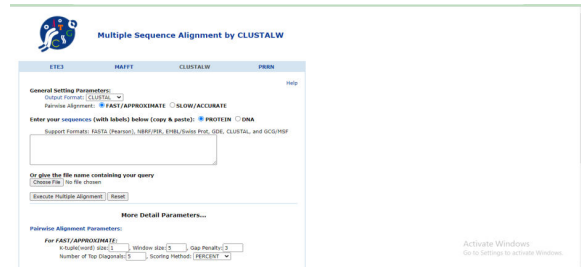 Multiple Sequence Alignment by CLUSTALW
ETE3 MAFFT CLUSTALW PRRN
Help
General Setting Parameters:
Output Format: CLUSTAL
Pairwise Alignment: FAST/APPROXIMATE SLOW/ACCURATE
Enter your sequences (with labels) below (copy & paste): PROTEIN DNA
Support Formats: FASTA (Pearson), NBRF/PIR, EMBL/Swiss Prot, GDE, CLUSTAL, and GCG/MSF
Or give the file name containing your query
Choose File No file chosen
Execute Multiple Alignment Reset
More Detail Parameters...
Pairwise Alignment Parameters:
For FAST/APPROXIMATE:
K-tuple(word) size: 1 , Window size: 5 , Gap Penalty: 3
Number of Top Diagonals: 5 , Scoring Method: PERCENT
Activate Windows
Go to Settings to activate Windows.